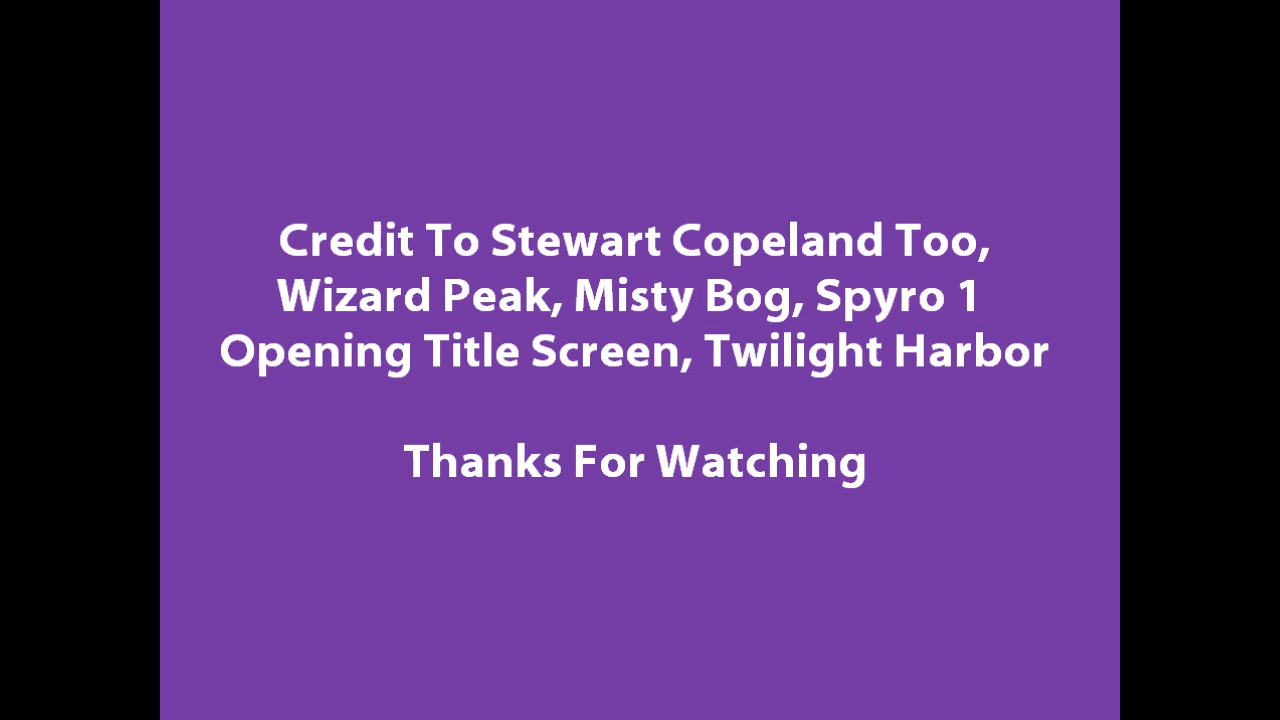 Credit To Stewart Copeland Too,
Wizard Peak, Misty Bog, Spyro 1
Opening Title Screen, Twilight Harbor
Thanks For Watching